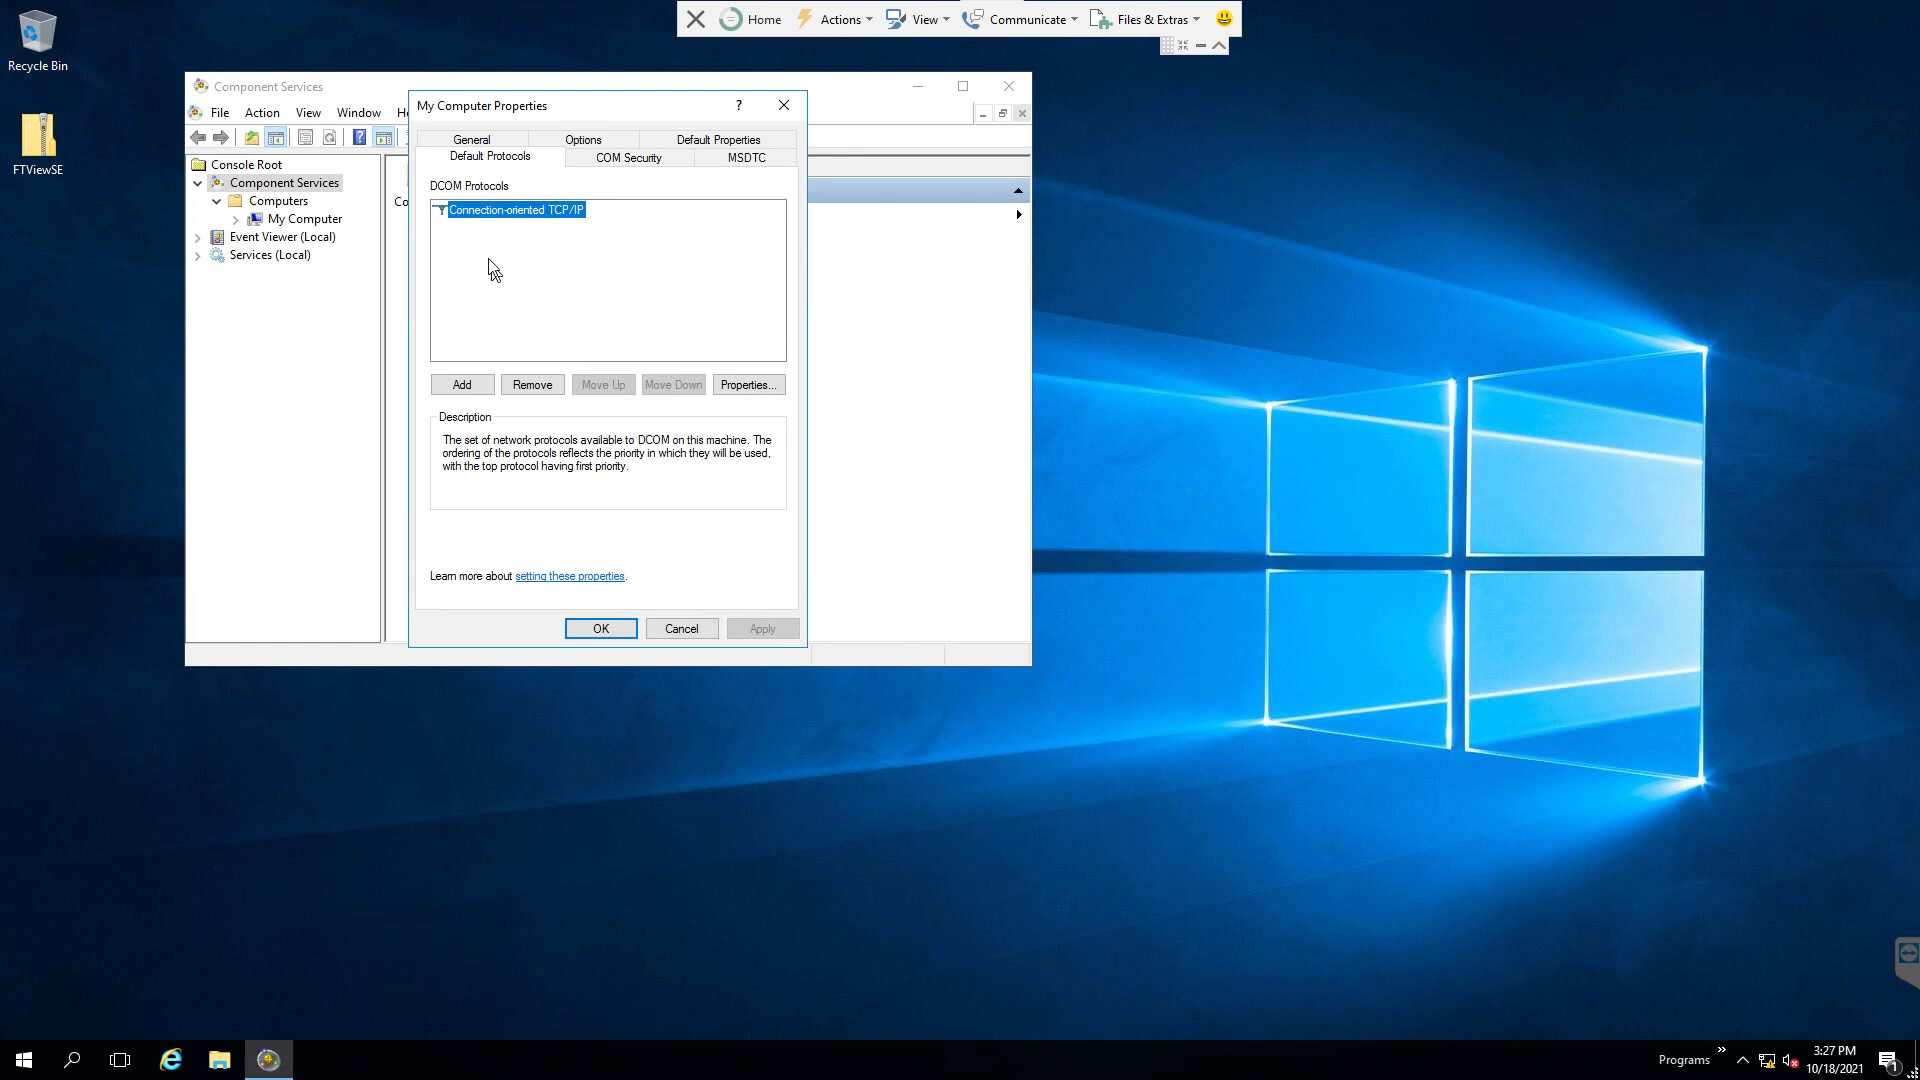 Home
Actions
View
Communicate
Files & Extras
Recycle Bin
FTViewSE
Component Services
File
Action
View
Window
My Computer Properties
?
General
Options
Default Properties
Default Protocols
COM Security
MSDTC
Console Root
Component Services
Computers
My Computer
Event Viewer (Local)
Services (Local)
Co
DCOM Protocols
Connection-oriented TCP/IP
Add
Remove
Move Up
Move Down
Properties...
Description
The set of network protocols available to DCOM on this machine. The
ordering of the protocols reflects the priority in which they will be used,
with the top protocol having first priority.
Learn more about setting these properties.
OK
Cancel
Apply
Programs
3:27 PM
10/18/2021
1